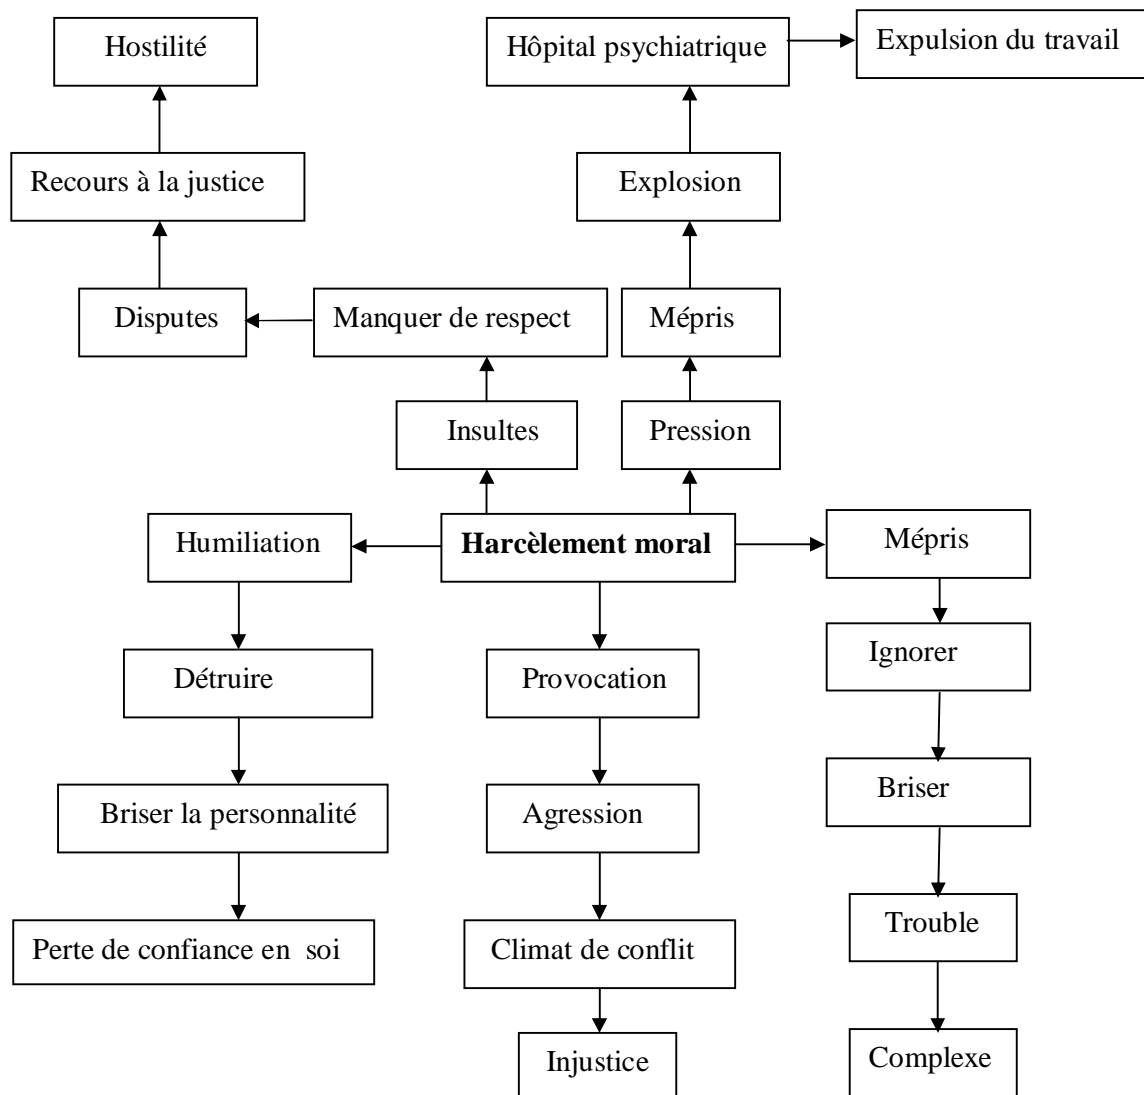 Hostilité
Hôpital psychiatrique
Expulsion du travail
Recours à la justice
Explosion
Disputes
Manquer de respect
Mépris
Insultes
Pression
Humiliation
Harcèlement moral
Mépris
Détruire
Provocation
Ignorer
Briser la personnalité
Agression
Briser
Perte de confiance en soi
Climat de conflit
Trouble
Injustice
Complexe